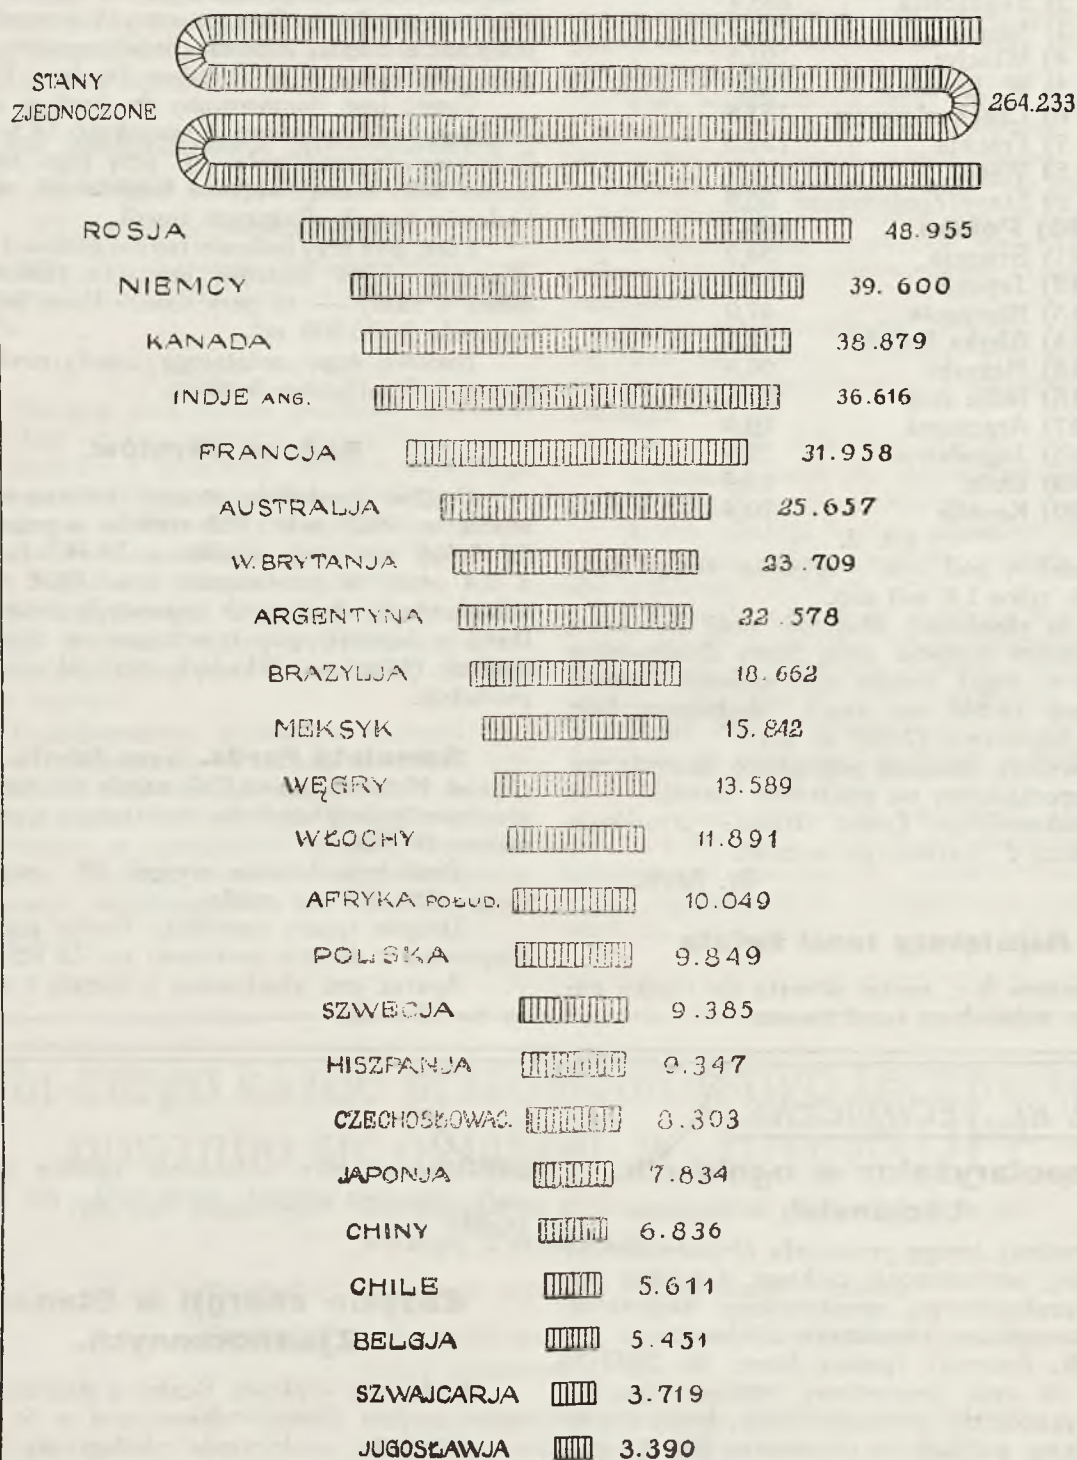 STANY
ZJEDNOCZONE 264.233
ROSJA 48.955
NIEMCY 39.600
KANADA 38.879
INDJE ANG. 36.616
FRANCJA 31.958
AUSTRALJA 25.657
W.BRYTANJA 23.709
ARGENTYNA 22.578
BRAZYLJA 18.662
MEKSYK 15.842
WĘGRY 13.589
WŁOCHY 11.891
AFRYKA POŁUD. 10.049
POLSKA 9.849
SZWECJA 9.385
HISZPANJA 9.347
CZECHOSŁOWAC. 8.303
JAPONJA 7.834
CHINY 6.836
CHILE 5.611
BELGJA 5.451
SZWAJCARJA 3.719
JUGOSŁAWJA 3.390